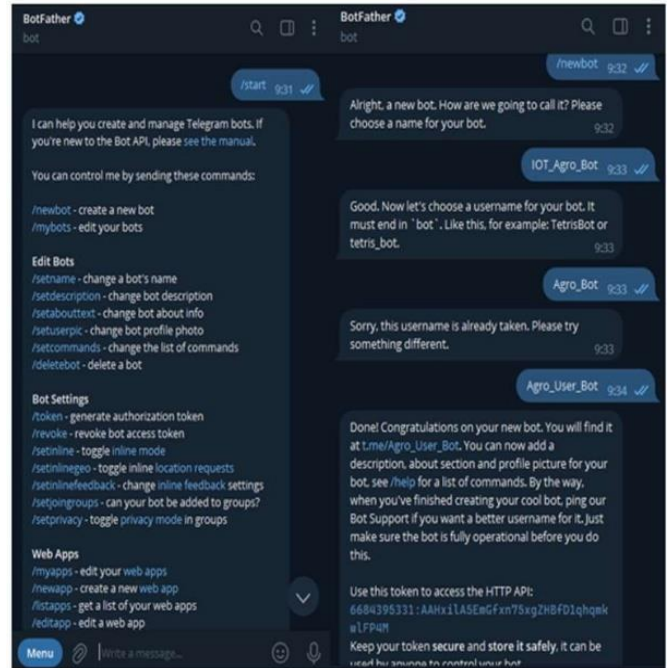 BotFather
bot
/start 9:31
I can help you create and manage Telegram bots. If
you're new to the Bot API, please see the manual.
You can control me by sending these commands:
/newbot - create a new bot
/mybots - edit your bots
Edit Bots
/setname - change a bot's name
/setdescription - change bot description
/setabouttext - change bot about info
/setuserpic - change bot profile photo
/setcommands - change the list of commands
/deletebot - delete a bot
Bot Settings
/token - generate authorization token
/revoke - revoke bot access token
/setinline - toggle inline mode
/setinlinegeo - toggle inline location requests
/setinlinefeedback - change inline feedback settings
/setjoingroups - can your bot be added to groups?
/setprivacy - toggle privacy mode in groups
Web Apps
/myapps - edit your web apps
/newapp - create a new web app
/listapps - get a list of your web apps
/editapp - edit a web app
Menu
Write a message...
BotFather
bot
/newbot 9:32
Alright, a new bot. How are we going to call it? Please
choose a name for your bot.
9:32
IOT_Agro_Bot 9:33
Good. Now let's choose a username for your bot. It
must end in `bot`. Like this, for example: TetrisBot or
tetris_bot.
9:33
Agro_Bot 9:33
Sorry, this username is already taken. Please try
something different.
9:33
Agro_User_Bot 9:34
Done! Congratulations on your new bot. You will find it
at t.me/Agro_User_Bot. You can now add a
description, about section and profile picture for your
bot, see /help for a list of commands. By the way,
when you've finished creating your cool bot, ping our
Bot Support if you want a better username for it. Just
make sure the bot is fully operational before you do
this.
Use this token to access the HTTP API:
Keep your token secure and store it safely, it can be
used by anyone to control your bot.